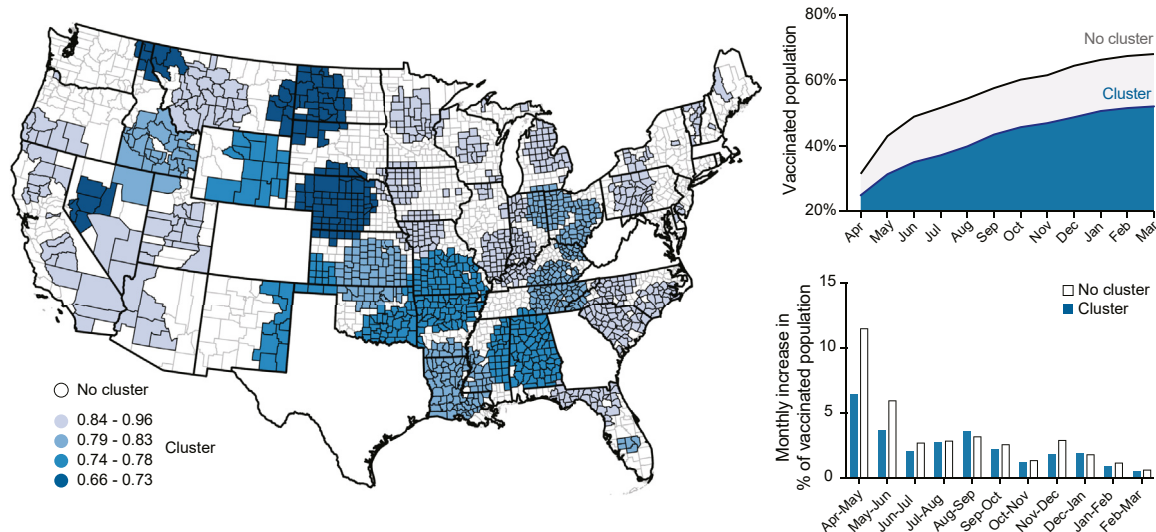 No cluster
0.84 - 0.96
0.79 - 0.83
0.74 - 0.78
0.66 - 0.73
Cluster
80%
60%
40%
20%
Vaccinated population
No cluster
Cluster
Apr
May
Jun
Jul
Aug
Sep
Oct
Nov
Dec
Jan
Feb
Mar
15
10
5
0
Monthly increase in
% of vaccinated population
No cluster
Cluster
Apr-May
May-Jun
Jun-Jul
Jul-Aug
Aug-Sep
Sep-Oct
Oct-Nov
Nov-Dec
Dec-Jan
Jan-Feb
Feb-Mar